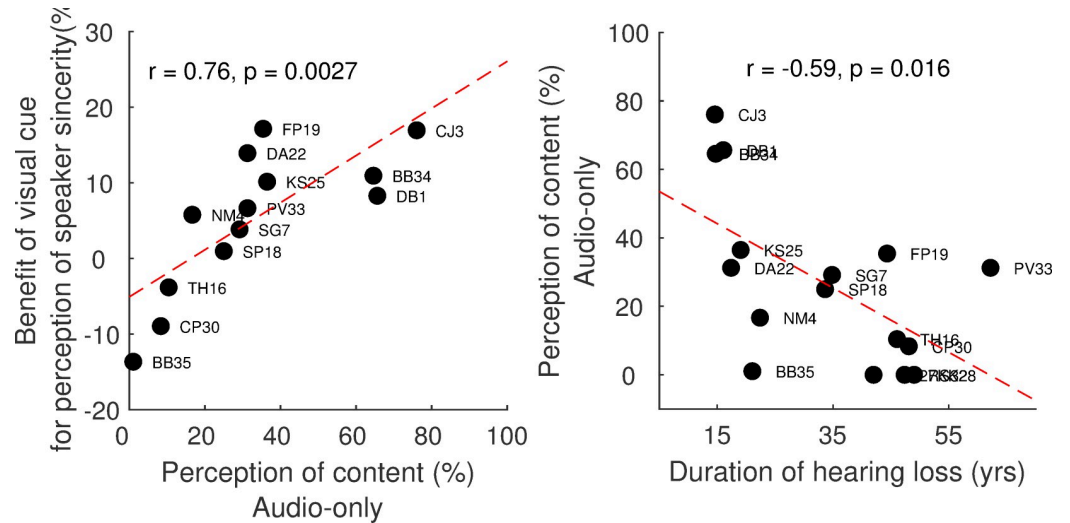 30
20
10
0
-10
-20
Benefit of visual cue
for perception of speaker sincerity(%
r = 0.76, p = 0.0027
FP19
CJ3
DA22
BB34
KS25
DB1
PV33
NM4
SG7
SP18
TH16
CP30
BB35
0 20 40 60 80 100
Perception of content (%)
Audio-only
100
80
60
40
20
0
Perception of content (%)
Audio-only
r = -0.59, p = 0.016
CJ3
DB1
BB34
KS25
FP19
DA22
SG7
PV33
SP18
NM4
TH16
CP30
BB35
15 35 55
Duration of hearing loss (yrs)